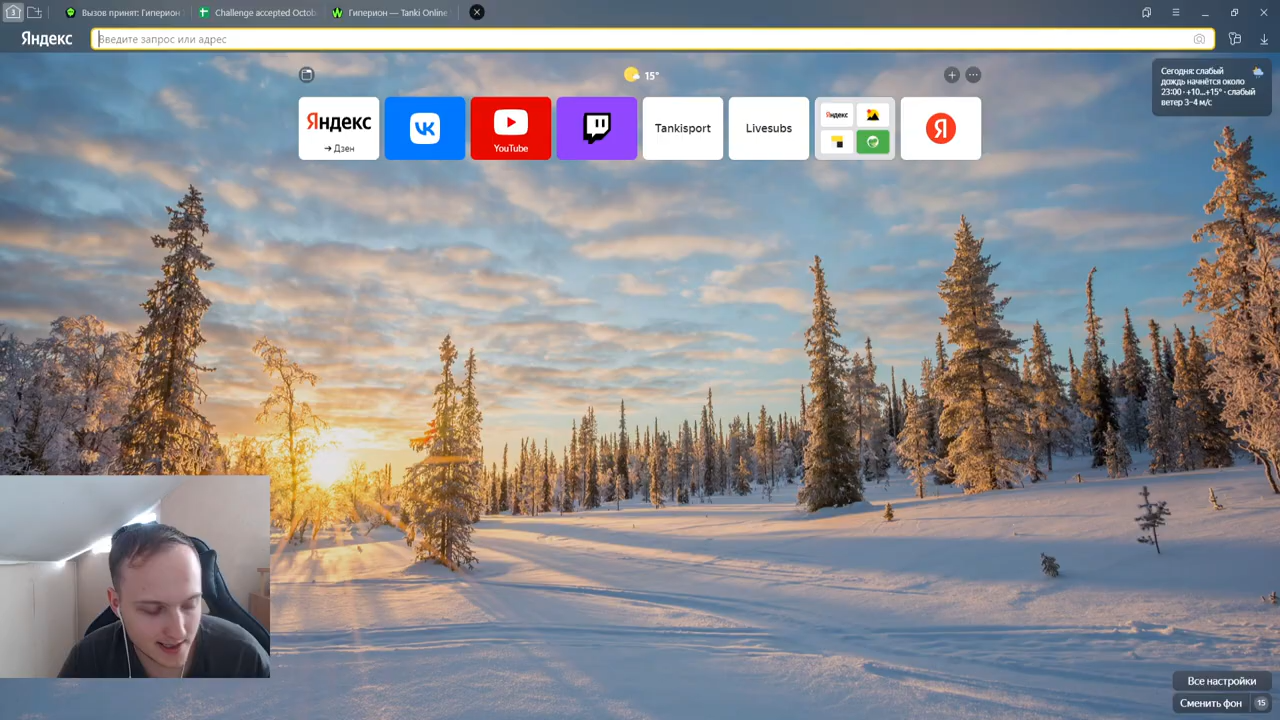 3
Вызов принят: Гиперион
Challenge accepted Octob
Гиперион — Tanki Online
Яндекс
Введите запрос или адрес
15°
Сегодня: слабый
дождь начнётся около
23:00 · +10...+15° · слабый
ветер 3–4 м/с
Яндекс
→ Дзен
YouTube
Tankisport
Livesubs
Яндекс
Я
Все настройки
Сменить фон 15